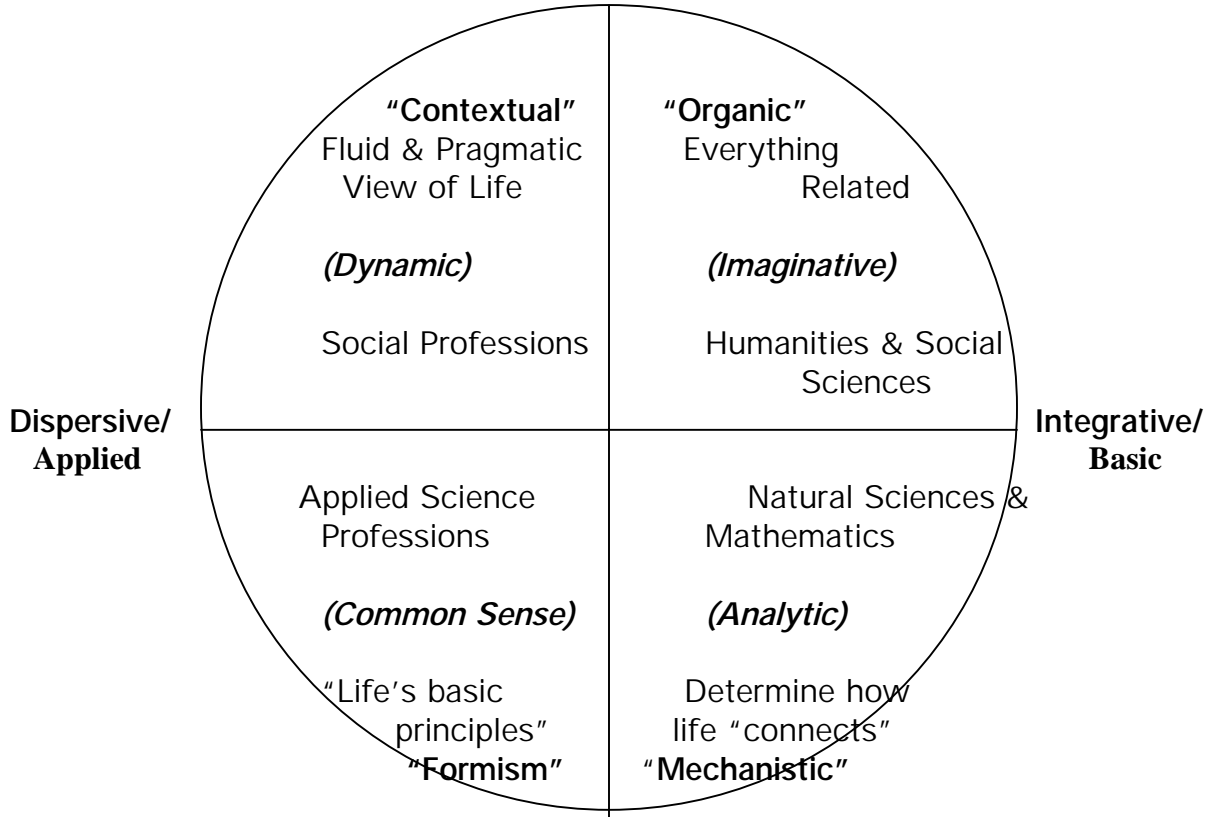 “Contextual”
Fluid & Pragmatic
View of Life
(Dynamic)
Social Professions
“Organic”
Everything
Related
(Imaginative)
Humanities & Social
Sciences
Dispersive/
Applied
Integrative/
Basic
Applied Science
Professions
(Common Sense)
“Life’s basic
principles”
“Formism”
Natural Sciences &
Mathematics
(Analytic)
Determine how
life “connects”
“Mechanistic”